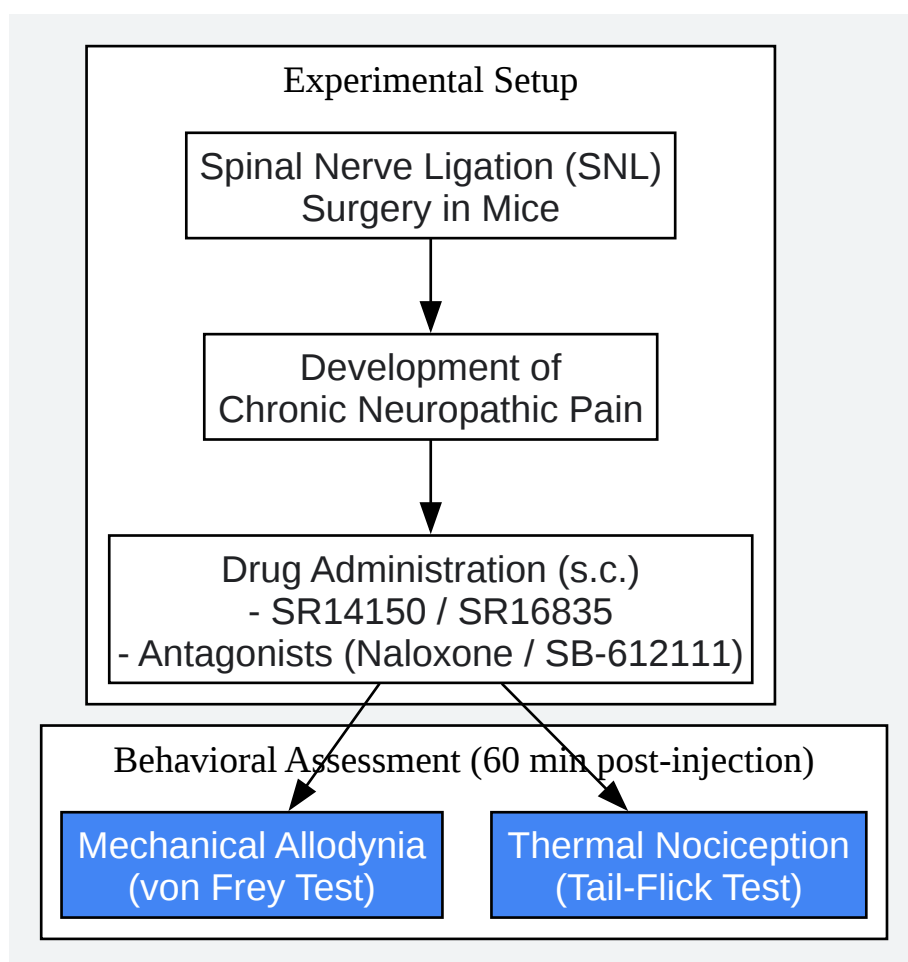 Experimental Setup
Spinal Nerve Ligation (SNL)
Surgery in Mice
Development of
Chronic Neuropathic Pain
Drug Administration (s.c.)
- SR14150 / SR16835
- Antagonists (Naloxone / SB-612111)
Behavioral Assessment (60 min post-injection)
Mechanical Allodynia
(von Frey Test)
Thermal Nociception
(Tail-Flick Test)